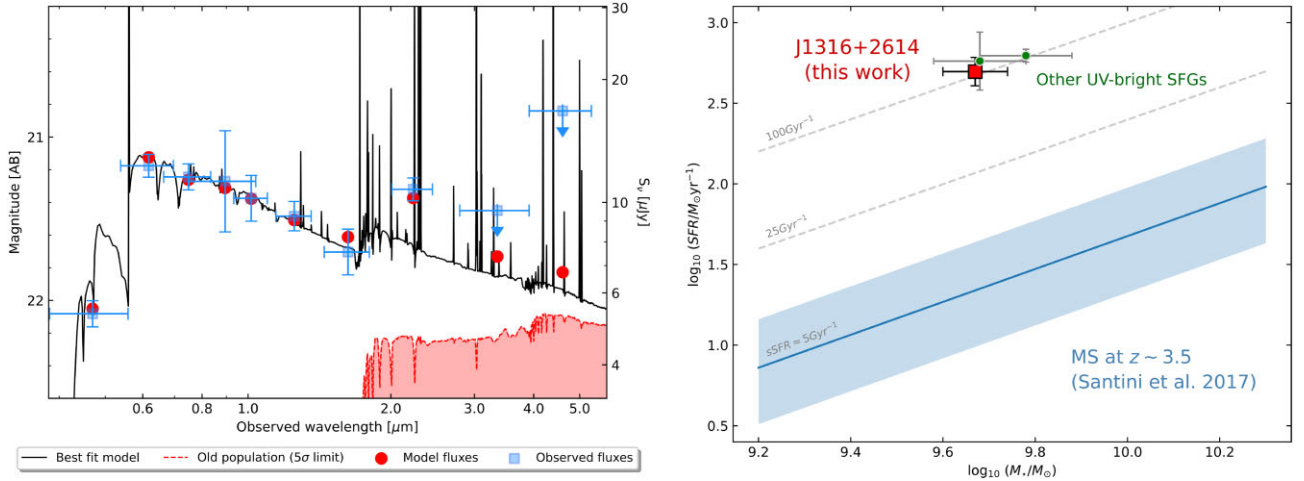 30
20
10
6
4
21
22
Magnitude [AB]
S_ν [μJy]
0.6 0.8 1.0 2.0 3.0 4.0 5.0
Observed wavelength [μm]
Best fit model Old population (5σ limit) Model fluxes Observed fluxes
3.0
2.5
2.0
1.5
1.0
0.5
log₁₀ (SFR/M⊙yr⁻¹)
J1316+2614
(this work)
Other UV-bright SFGs
100Gyr⁻¹
25Gyr⁻¹
sSFR = 5Gyr⁻¹
MS at z ~ 3.5
(Santini et al. 2017)
9.2 9.4 9.6 9.8 10.0 10.2
log₁₀ (M⋆/M⊙)